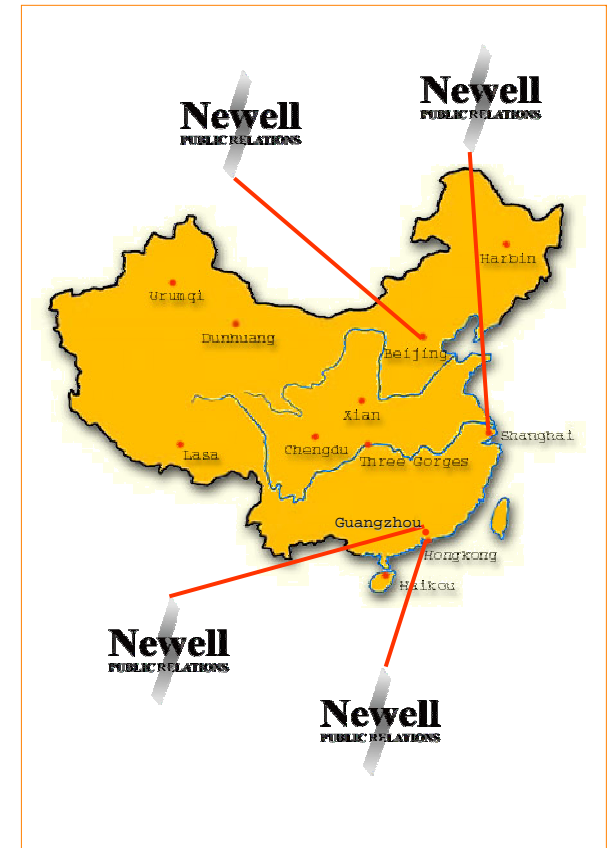 Newell
PUBLIC RELATIONS
Newell
PUBLIC RELATIONS
Harbin
Urumqi
Dunhuang
Beijing
Xian
Shanghai
Chengdu
Lasa
Three Gorges
Guangzhou
Hongkong
Haikou
Newell
PUBLIC RELATIONS
Newell
PUBLIC RELATIONS